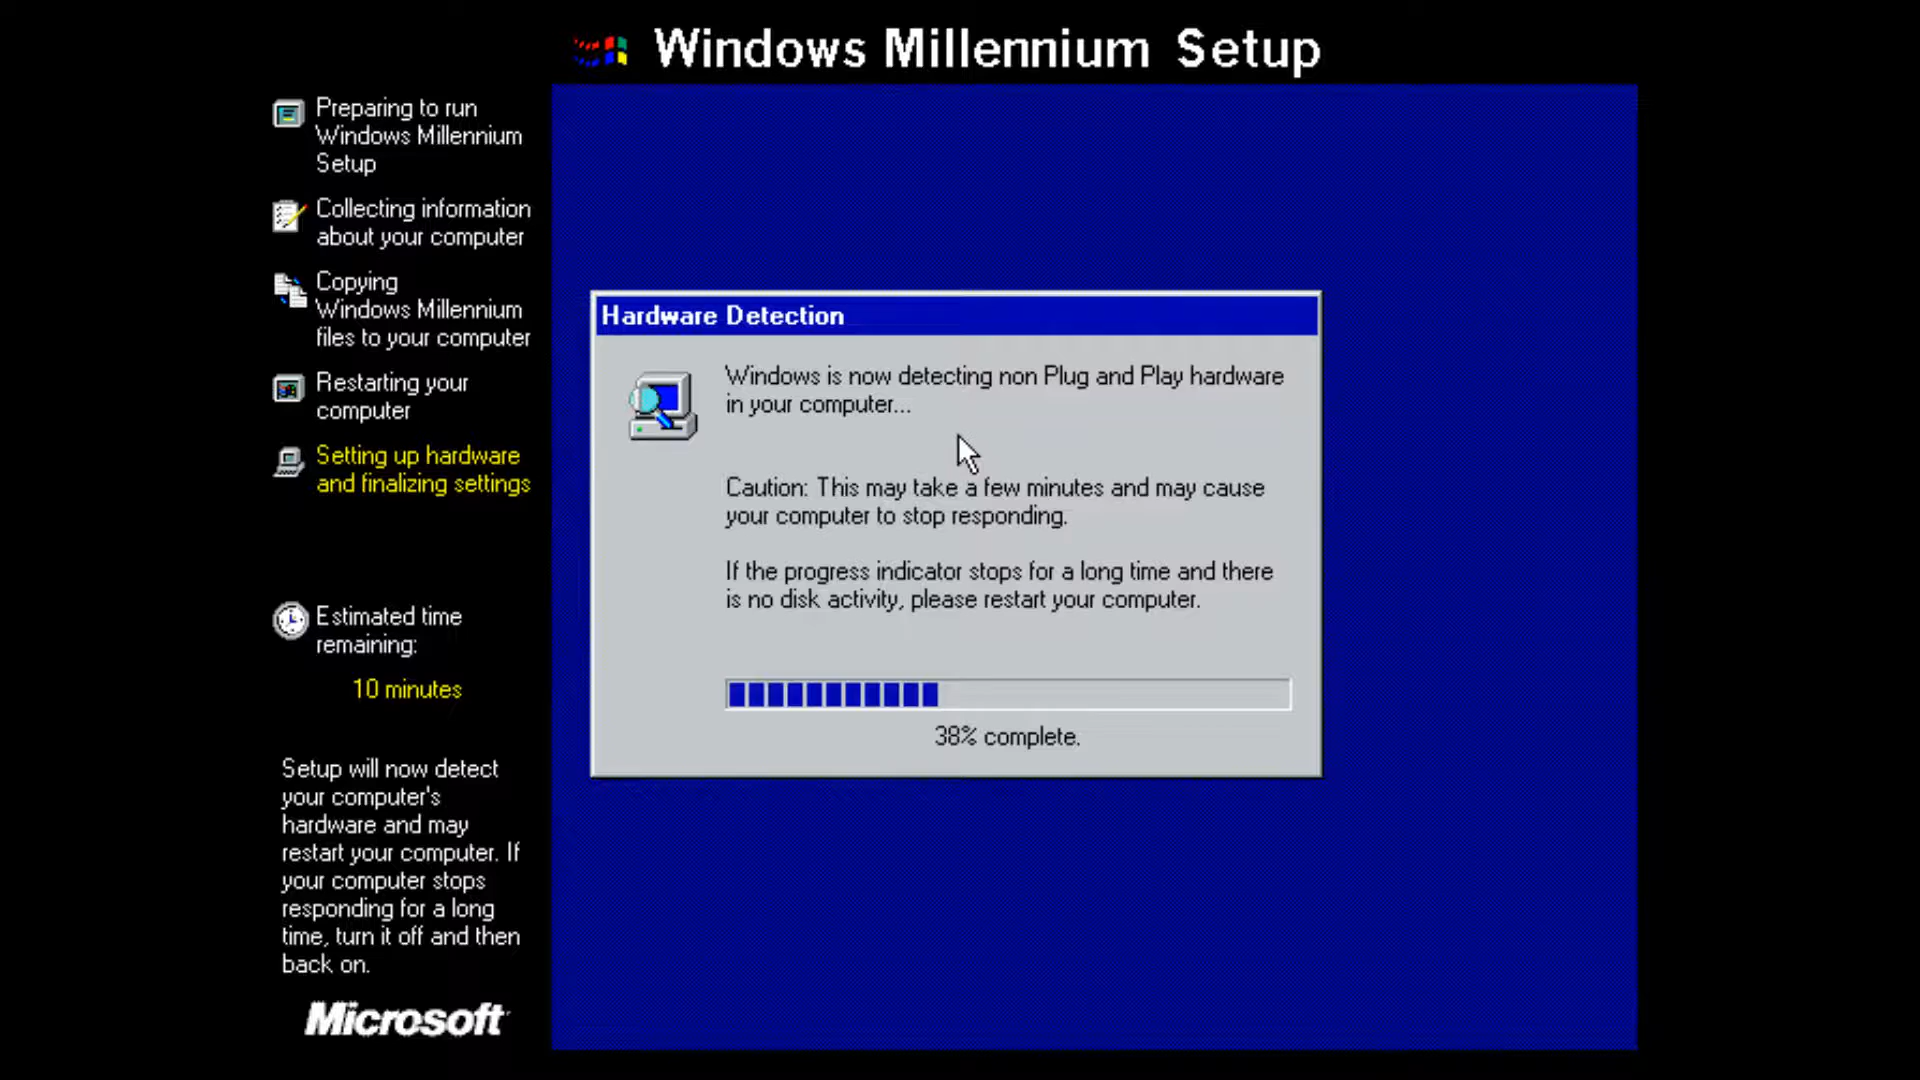 Windows Millennium Setup
Preparing to run
Windows Millennium
Setup
Collecting information
about your computer
Copying
Windows Millennium
files to your computer
Restarting your
computer
Setting up hardware
and finalizing settings
Estimated time
remaining:
10 minutes
Setup will now detect
your computer's
hardware and may
restart your computer. If
your computer stops
responding for a long
time, turn it off and then
back on.
Microsoft
Hardware Detection
Windows is now detecting non Plug and Play hardware
in your computer...
Caution: This may take a few minutes and may cause
your computer to stop responding.
If the progress indicator stops for a long time and there
is no disk activity, please restart your computer.
38% complete.